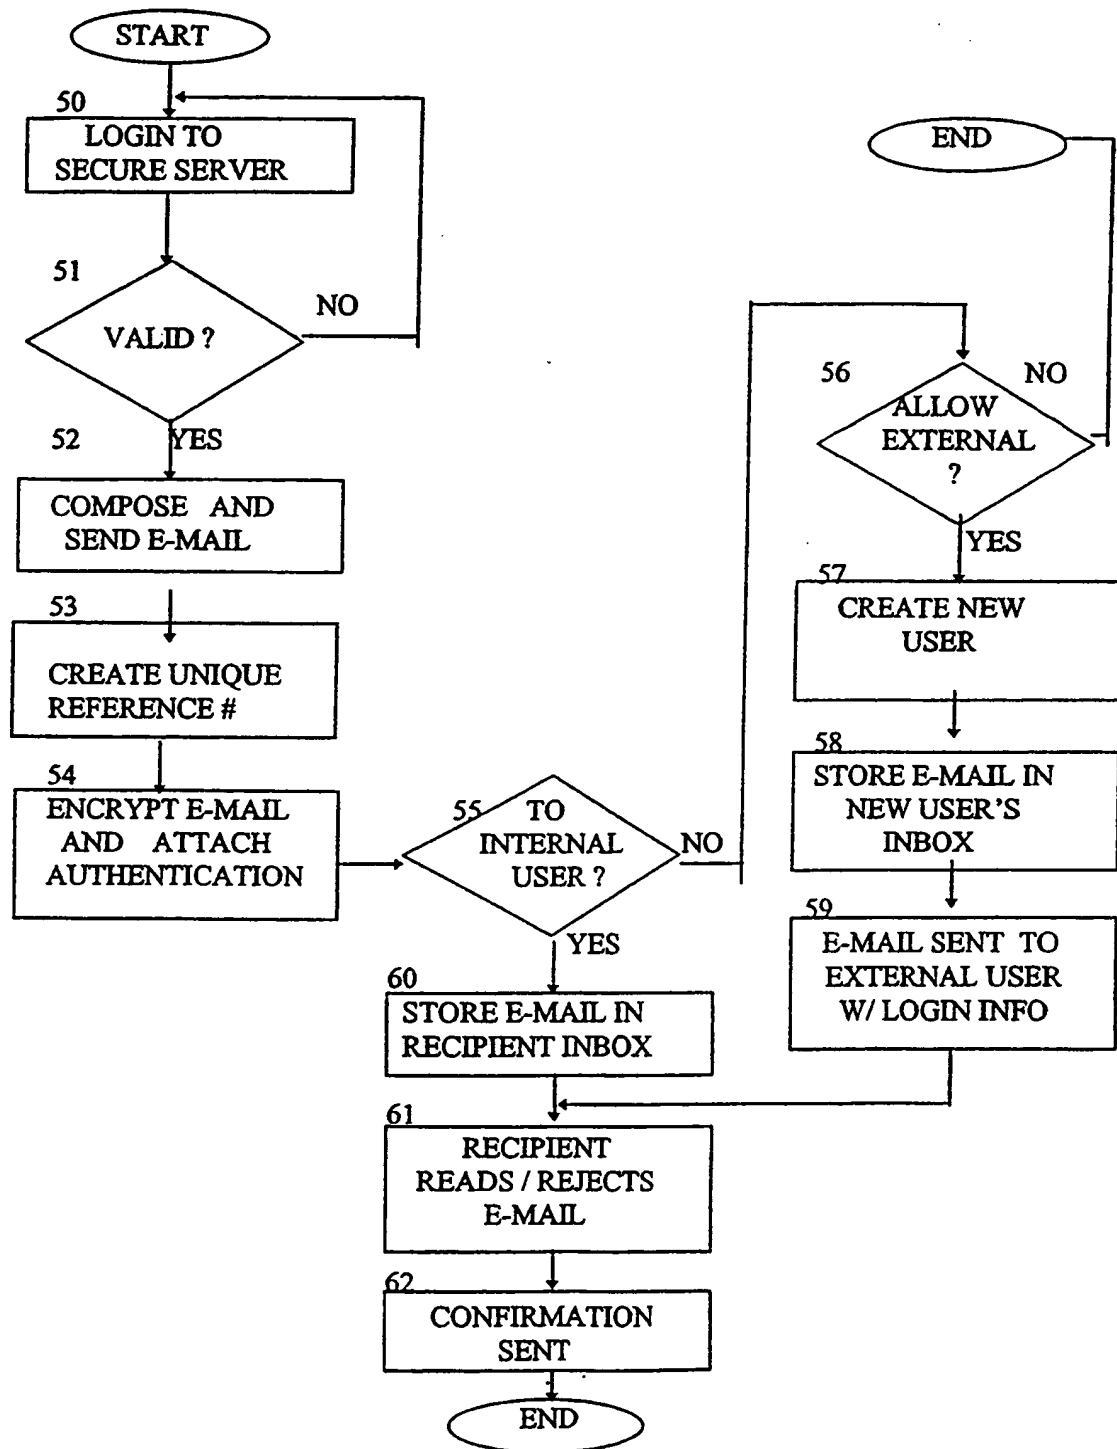 START
50
LOGIN TO
SECURE SERVER
51
VALID ?
NO
YES
52
COMPOSE AND
SEND E-MAIL
53
CREATE UNIQUE
REFERENCE #
54
ENCRYPT E-MAIL
AND ATTACH
AUTHENTICATION
55
TO
INTERNAL
USER ?
NO
YES
END
56
ALLOW
EXTERNAL
?
NO
YES
57
CREATE NEW
USER
58
STORE E-MAIL IN
NEW USER'S
INBOX
59
E-MAIL SENT TO
EXTERNAL USER
W/ LOGIN INFO
60
STORE E-MAIL IN
RECIPIENT INBOX
61
RECIPIENT
READS / REJECTS
E-MAIL
62
CONFIRMATION
SENT
END